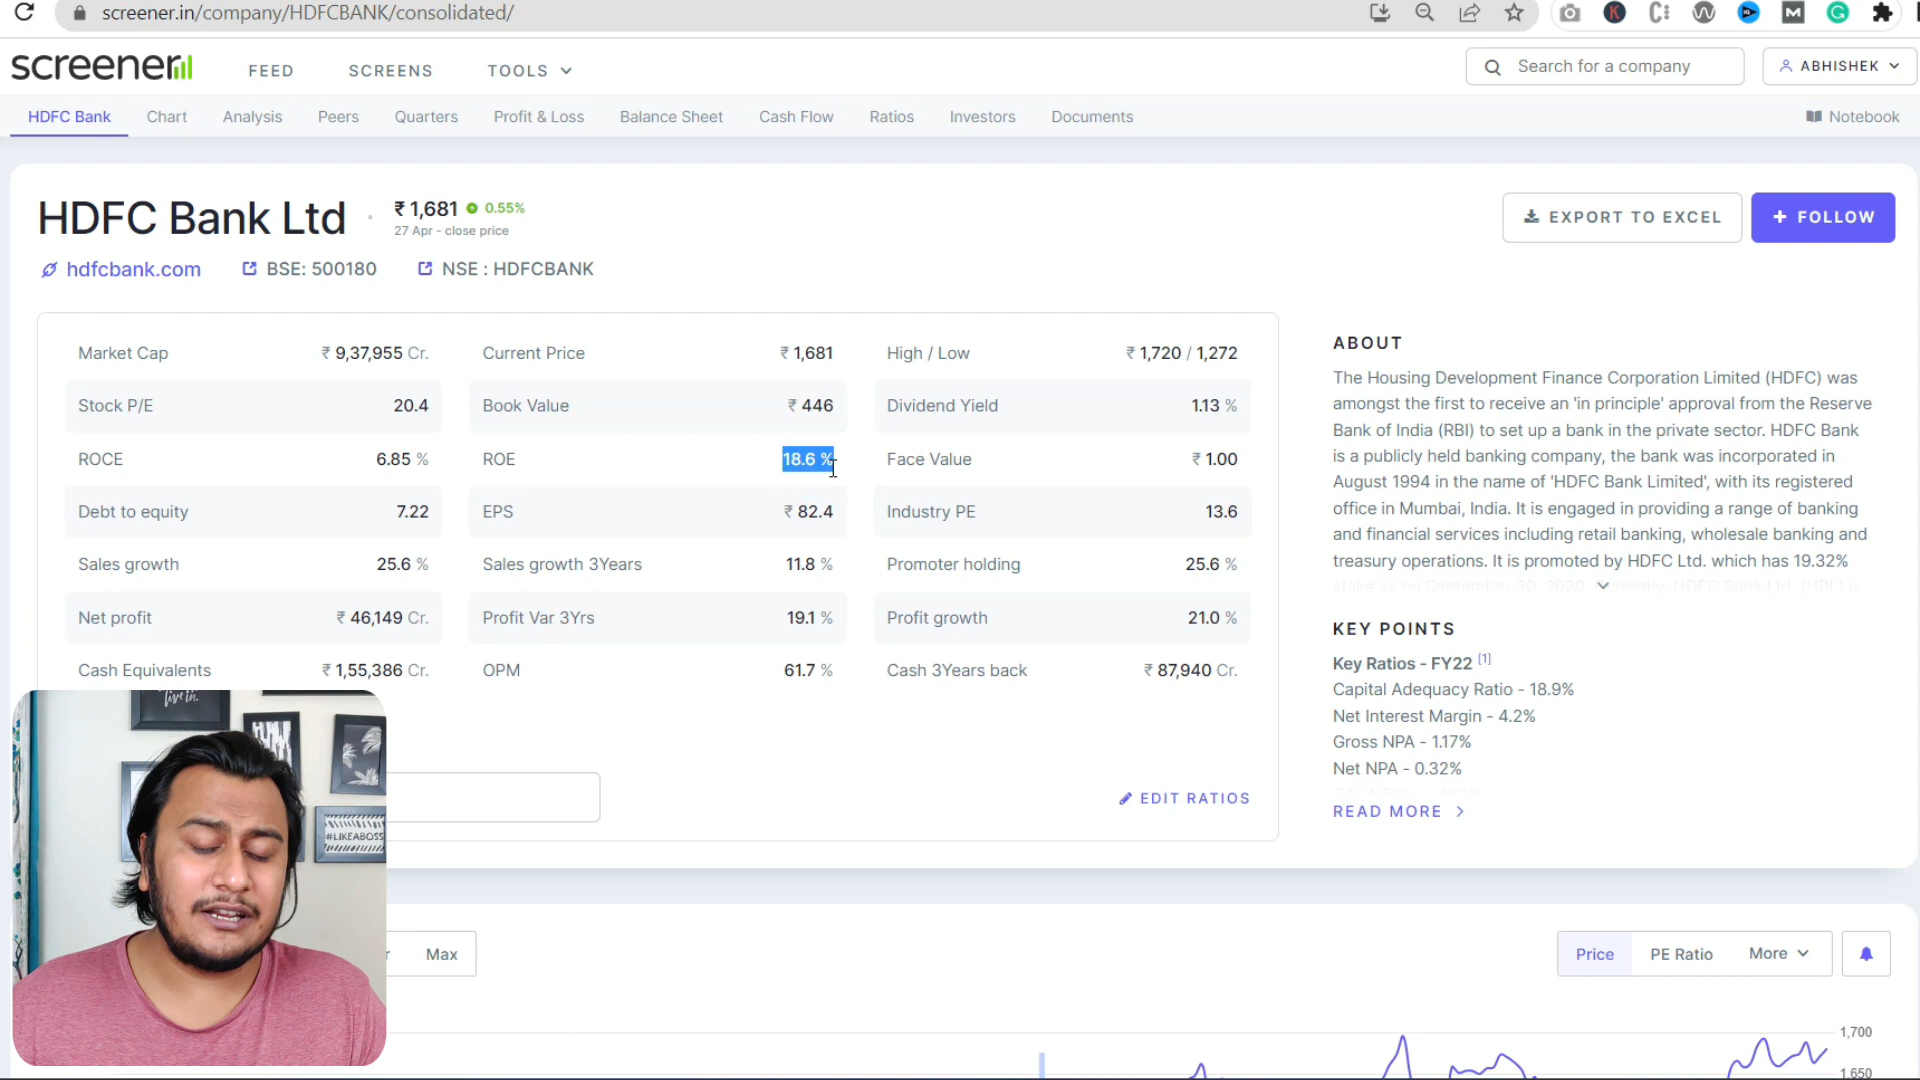 screener.in/company/HDFCBANK/consolidated/
screener
FEED SCREENS TOOLS
Search for a company
ABHISHEK
HDFC Bank Chart Analysis Peers Quarters Profit & Loss Balance Sheet Cash Flow Ratios Investors Documents Notebook
HDFC Bank Ltd
₹ 1,681 0.55%
27 Apr - close price
EXPORT TO EXCEL
+ FOLLOW
hdfcbank.com BSE: 500180 NSE : HDFCBANK
Market Cap ₹ 9,37,955 Cr. Current Price ₹ 1,681 High / Low ₹ 1,720 / 1,272
Stock P/E 20.4 Book Value ₹ 446 Dividend Yield 1.13 %
ROCE 6.85 % ROE 18.6 % Face Value ₹ 1.00
Debt to equity 7.22 EPS ₹ 82.4 Industry PE 13.6
Sales growth 25.6 % Sales growth 3Years 11.8 % Promoter holding 25.6 %
Net profit ₹ 46,149 Cr. Profit Var 3Yrs 19.1 % Profit growth 21.0 %
Cash Equivalents ₹ 1,55,386 Cr. OPM 61.7 % Cash 3Years back ₹ 87,940 Cr.
EDIT RATIOS
ABOUT
The Housing Development Finance Corporation Limited (HDFC) was
amongst the first to receive an 'in principle' approval from the Reserve
Bank of India (RBI) to set up a bank in the private sector. HDFC Bank
is a publicly held banking company, the bank was incorporated in
August 1994 in the name of 'HDFC Bank Limited', with its registered
office in Mumbai, India. It is engaged in providing a range of banking
and financial services including retail banking, wholesale banking and
treasury operations. It is promoted by HDFC Ltd. which has 19.32%
stake as on September 30, 2020. HDFC Bank Ltd. (HBL) is
KEY POINTS
Key Ratios - FY22 [1]
Capital Adequacy Ratio - 18.9%
Net Interest Margin - 4.2%
Gross NPA - 1.17%
Net NPA - 0.32%
READ MORE
live in.
#LIKEABOSS
r Max
Price PE Ratio More
1,700
1,650